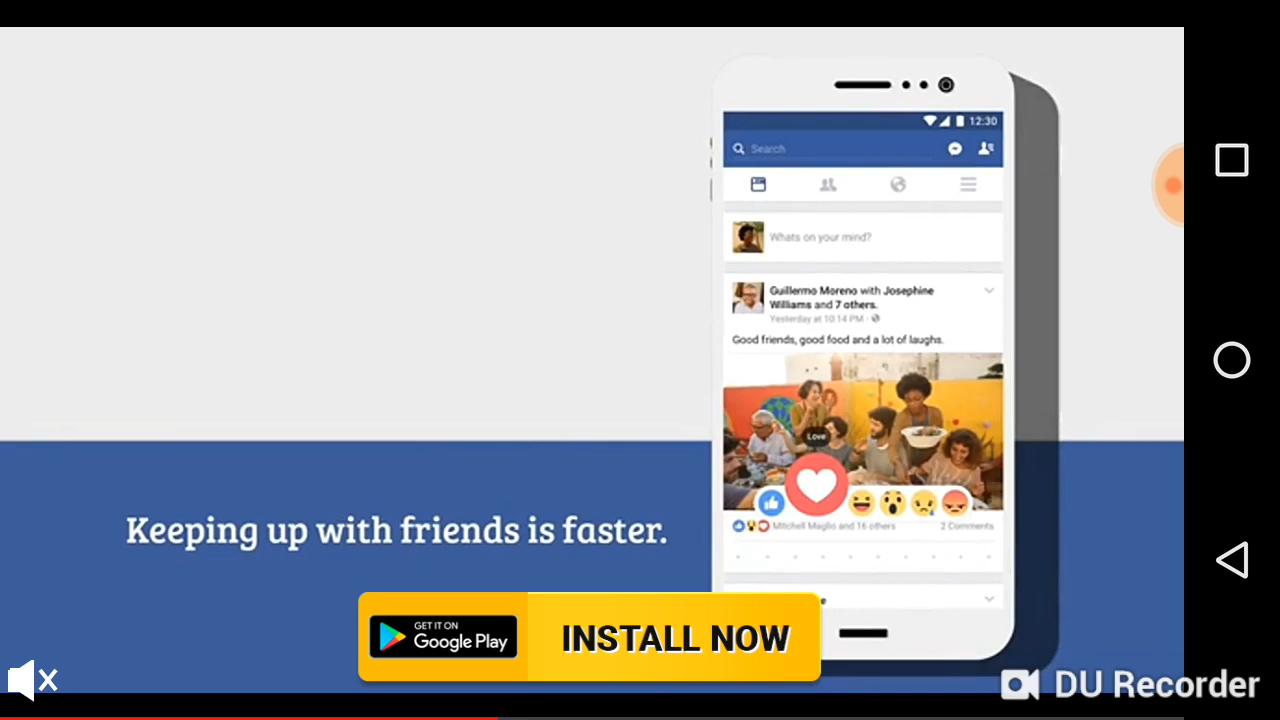 12:30
Search
Whats on your mind?
Guillermo Moreno with Josephine
Williams and 7 others.
Yesterday at 10:14 PM ·
Good friends, good food and a lot of laughs.
Love
Mitchell Maglio and 16 others
2 Comments
Keeping up with friends is faster.
GET IT ON
Google Play
INSTALL NOW
DU Recorder